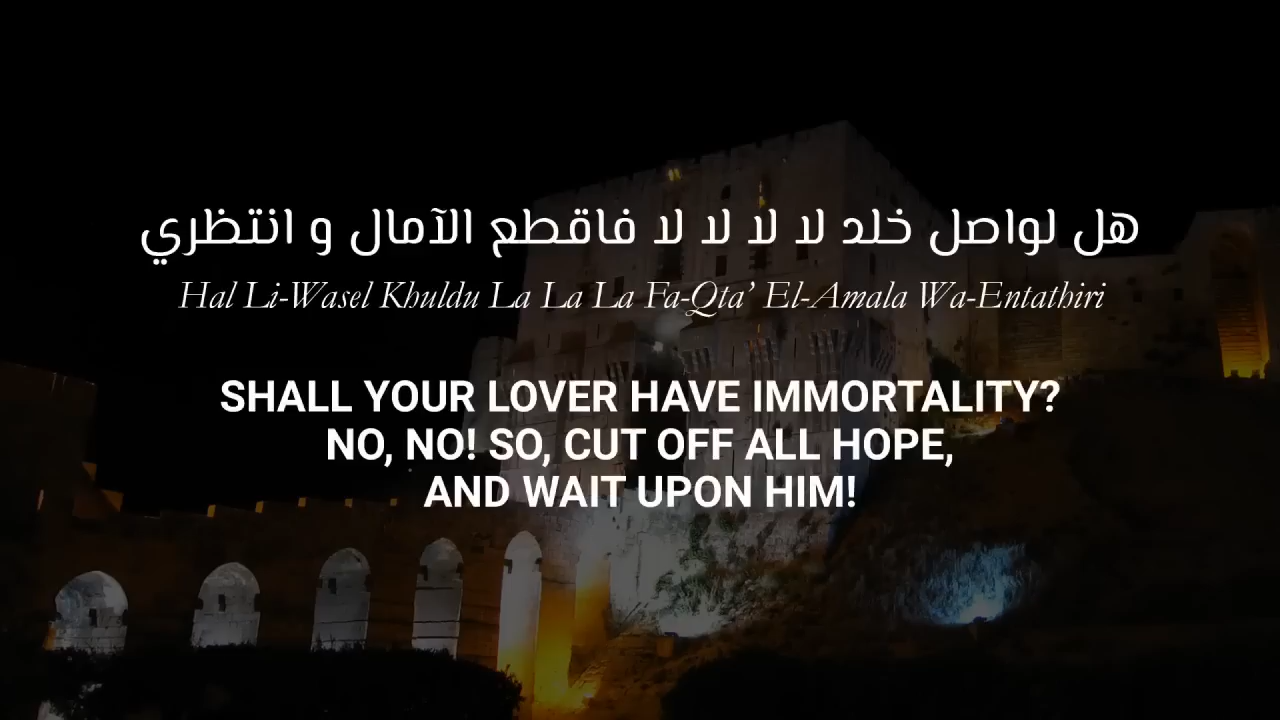 هل لواصل خلد لا لا لا لا فاقطع الآمال و انتظري
Hal Li-Wasel Khuldu La La La Fa-Qta’ El-Amala Wa-Entathiri
SHALL YOUR LOVER HAVE IMMORTALITY?
NO, NO! SO, CUT OFF ALL HOPE,
AND WAIT UPON HIM!